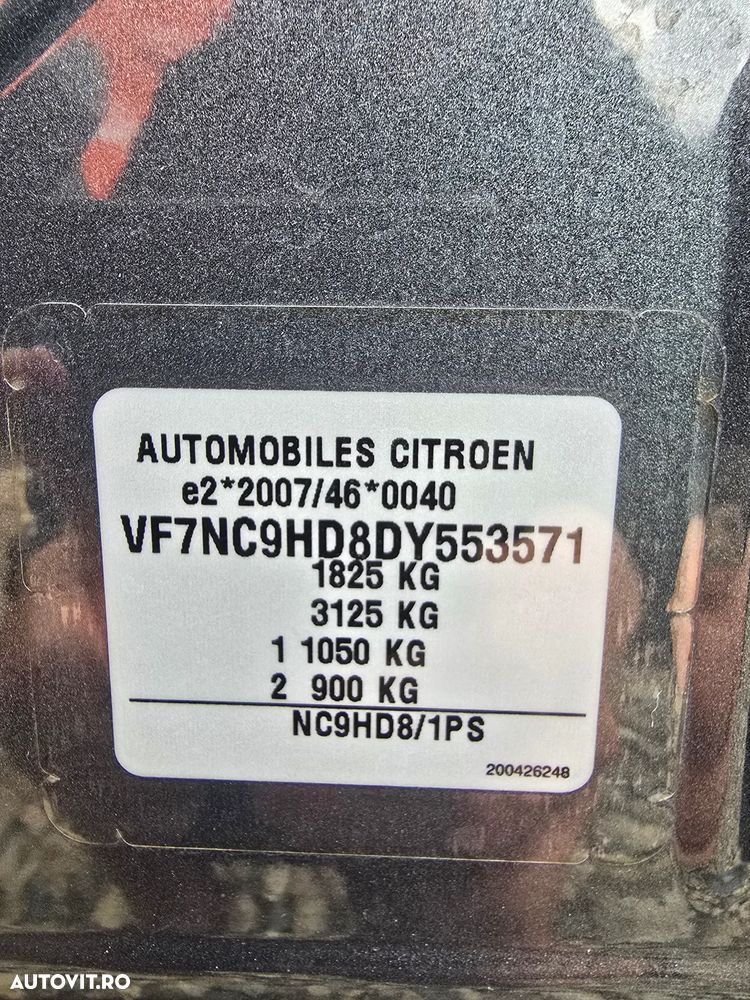 AUTOMOBILES CITROEN
e2*2007/46*0040
VF7NC9HD8DY553571
1825 KG
3125 KG
1 1050 KG
2 900 KG
NC9HD8/1PS
200426248
AUTOVIT.RO